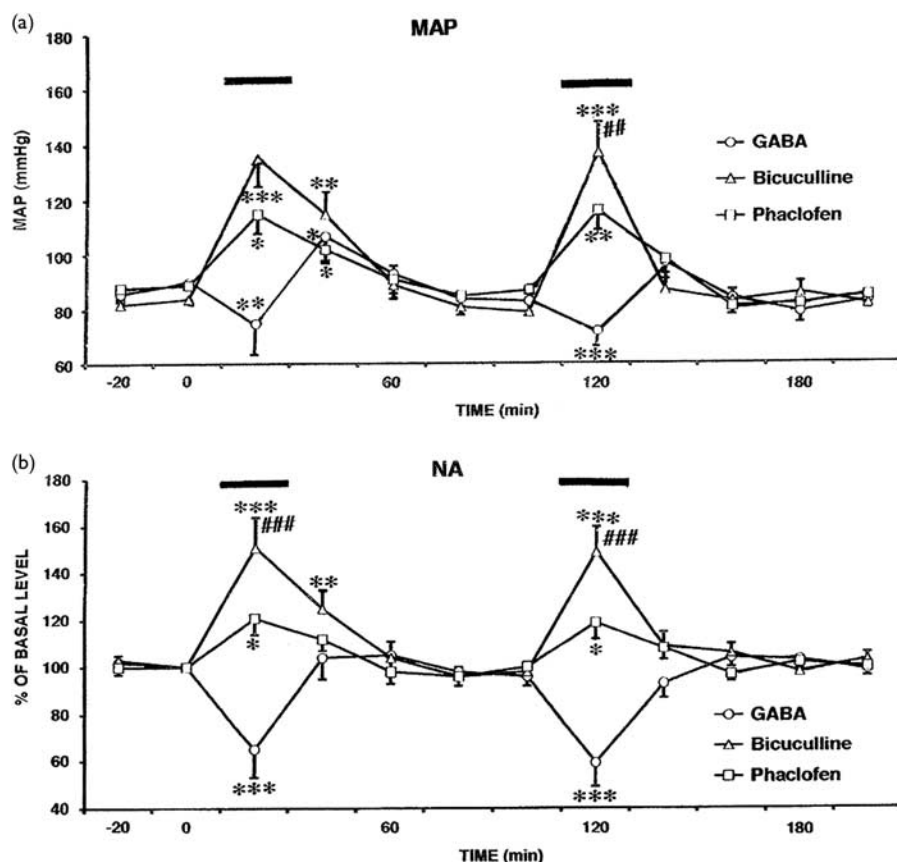 (a)
MAP
180
160
140
120
100
80
60
MAP (mmHg)
***
##
***
**
*
*
*
**
**
***
GABA
Bicuculline
Phaclofen
-20 0 60 120 180
TIME (min)
(b)
NA
180
160
140
120
100
80
60
40
% OF BASAL LEVEL
***
###
**
*
***
***
###
*
***
GABA
Bicuculline
Phaclofen
-20 0 60 120 180
TIME (min)